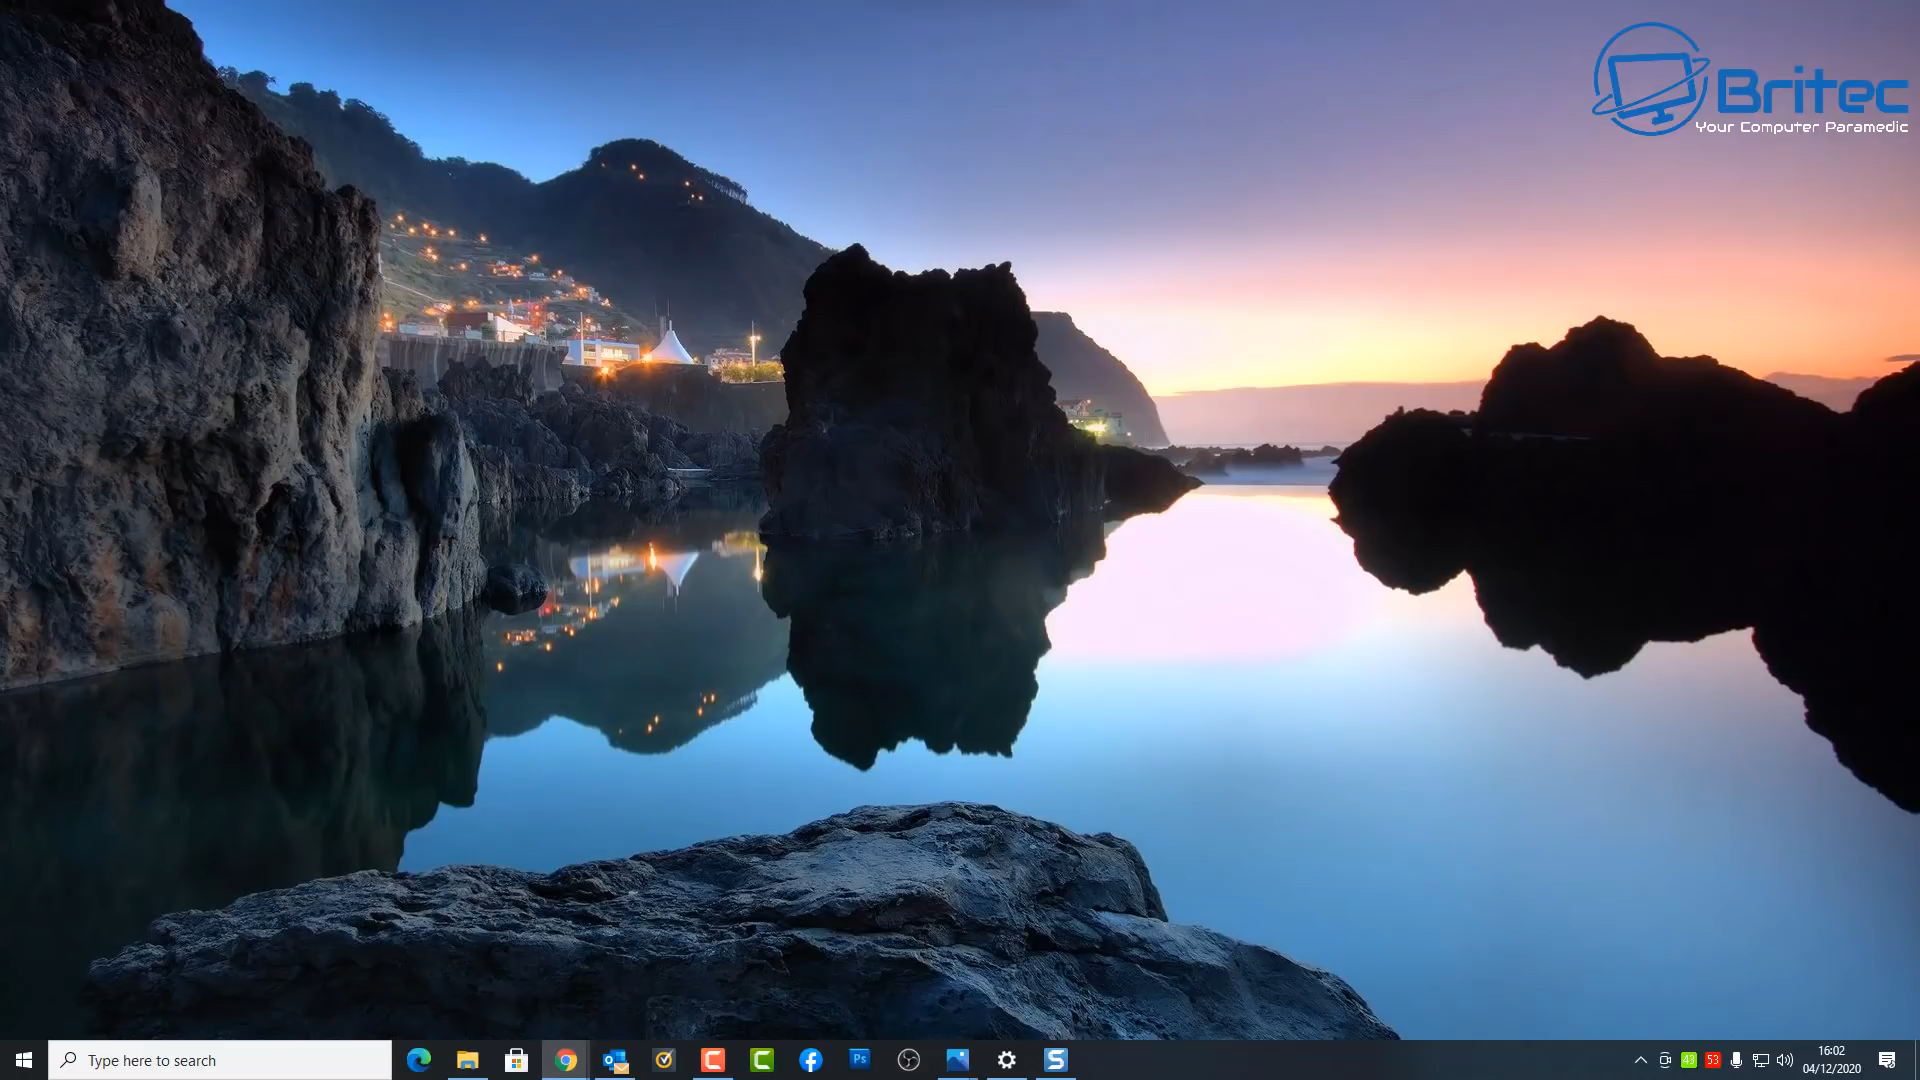 Britec
Your Computer Paramedic
Type here to search
Ps
43
53
16:02
04/12/2020